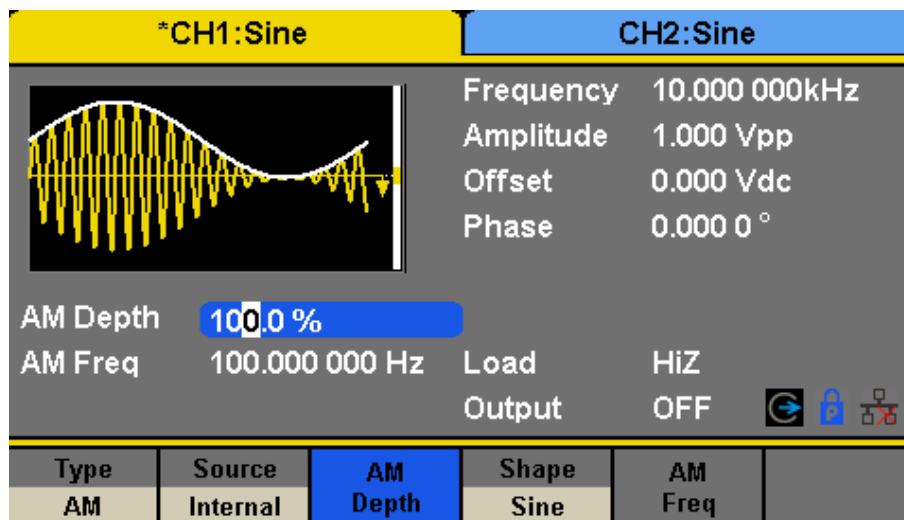 *CH1:Sine CH2:Sine
Frequency 10.000 000kHz
Amplitude 1.000 Vpp
Offset 0.000 Vdc
Phase 0.000 0 °
AM Depth 100.0 %
AM Freq 100.000 000 Hz Load HiZ
Output OFF P
Type Source AM Depth Shape AM Freq
AM Internal Sine